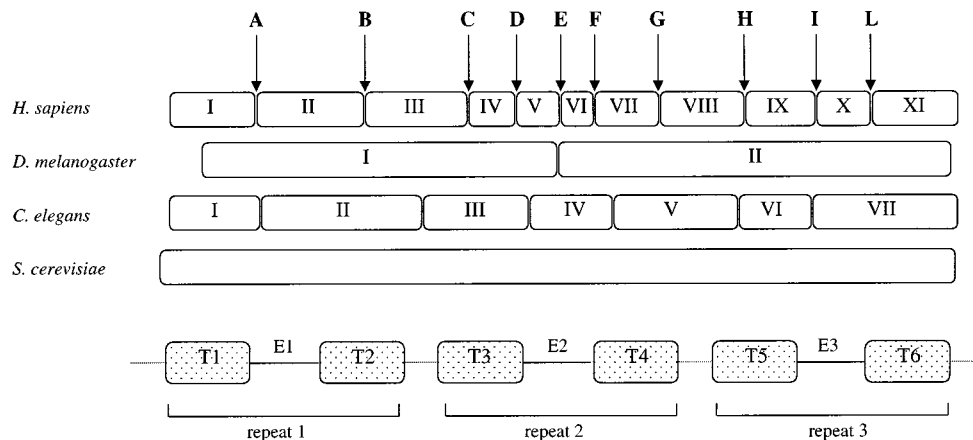 A B C D E F G H I L
H. sapiens I II III IV V VI VII VIII IX X XI
D. melanogaster I II
C. elegans I II III IV V VI VII
S. cerevisiae
T1 E1 T2 T3 E2 T4 T5 E3 T6
repeat 1 repeat 2 repeat 3